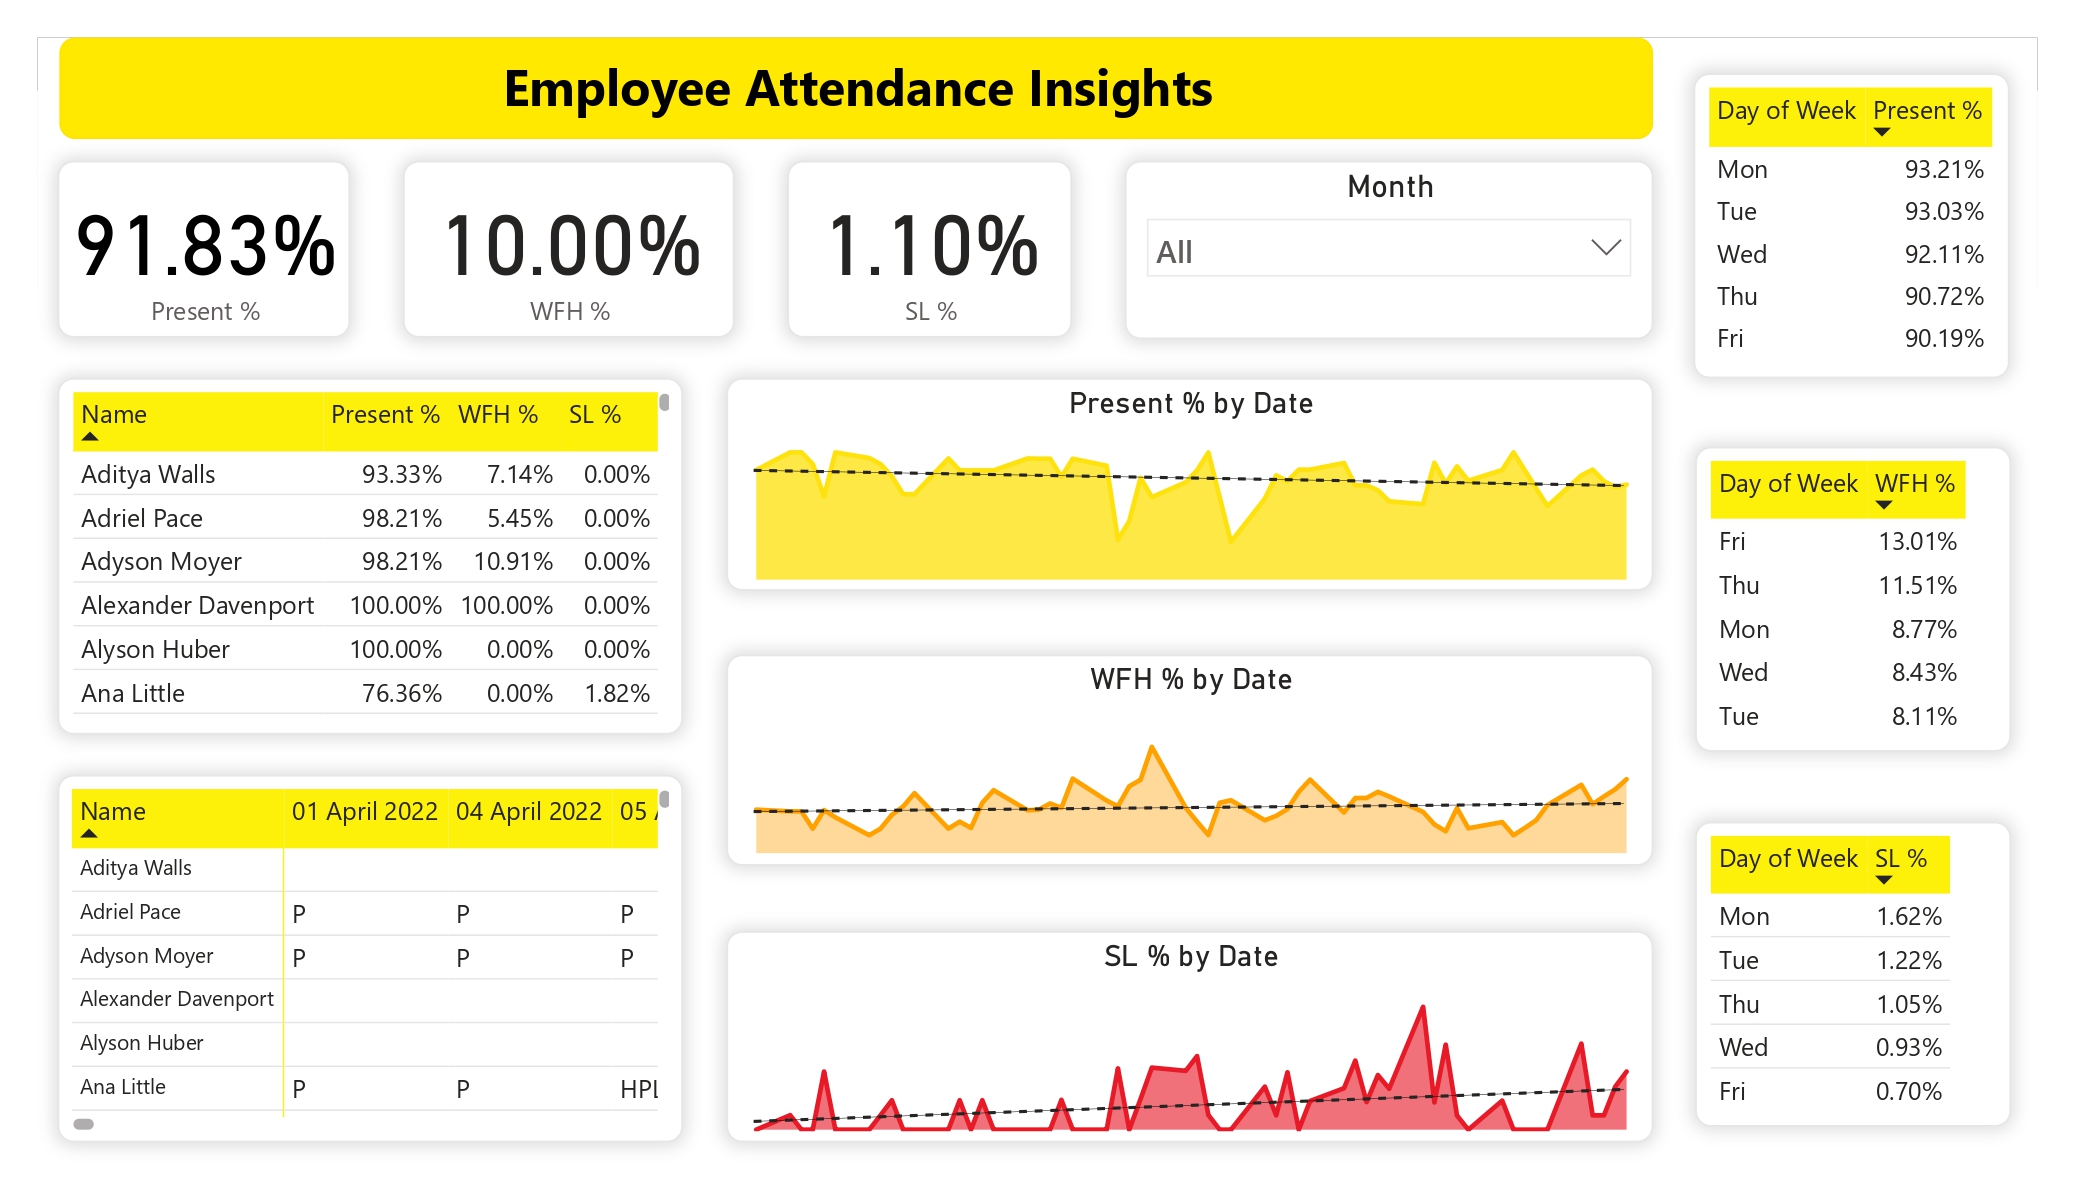 Employee Attendance Insights
91.83%
Present %
10.00%
WFH %
1.10%
SL %
Month
All
Day of Week Present %
Mon 93.21%
Tue 93.03%
Wed 92.11%
Thu 90.72%
Fri 90.19%
Name Present % WFH % SL %
Aditya Walls 93.33% 7.14% 0.00%
Adriel Pace 98.21% 5.45% 0.00%
Adyson Moyer 98.21% 10.91% 0.00%
Alexander Davenport 100.00% 100.00% 0.00%
Alyson Huber 100.00% 0.00% 0.00%
Ana Little 76.36% 0.00% 1.82%
Present % by Date
WFH % by Date
Day of Week WFH %
Fri 13.01%
Thu 11.51%
Mon 8.77%
Wed 8.43%
Tue 8.11%
Name 01 April 2022 04 April 2022 05
Aditya Walls
Adriel Pace P P P
Adyson Moyer P P P
Alexander Davenport
Alyson Huber
Ana Little P P HPL
SL % by Date
Day of Week SL %
Mon 1.62%
Tue 1.22%
Thu 1.05%
Wed 0.93%
Fri 0.70%